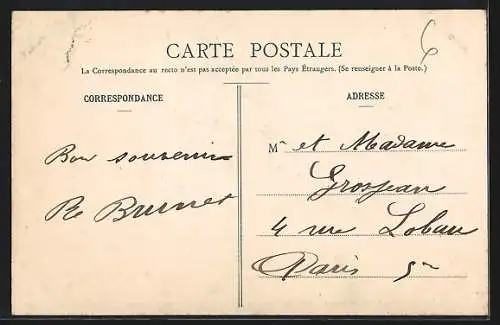 CARTE POSTALE
La Correspondance au recto n'est pas acceptée par tous les Pays Étrangers. (Se renseigner à la Poste.)
6
CORRESPONDANCE
Bon souvenir
Brunet
ADRESSE
M^r et Madame
Grosjean
4 rue Lobau
Paris